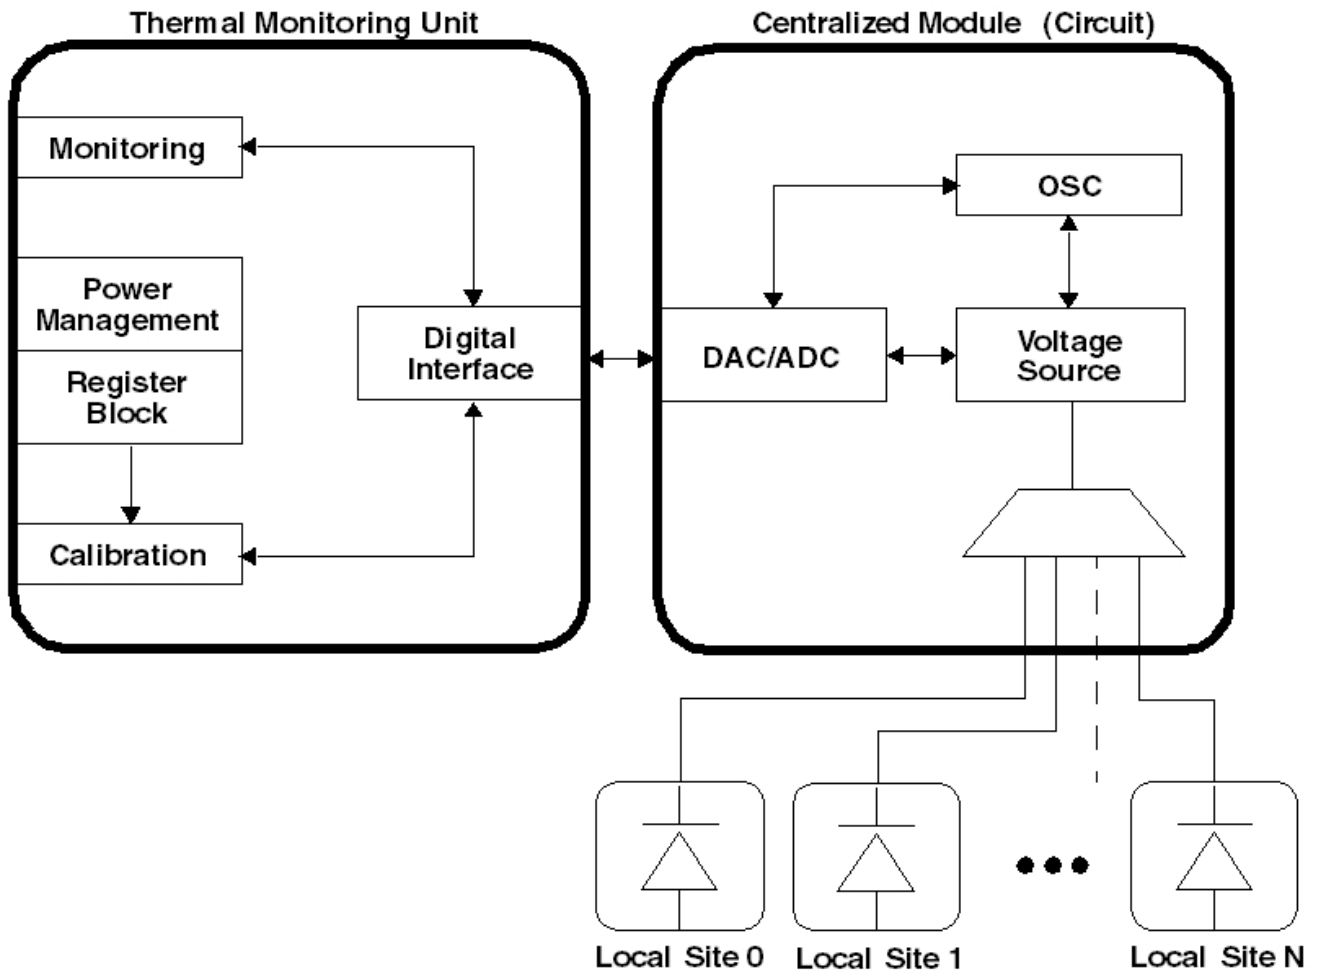 Thermal Monitoring Unit
Centralized Module (Circuit)
Monitoring
OSC
Power
Management
Digital
Interface
DAC/ADC
Voltage
Source
Register
Block
Calibration
Local Site 0
Local Site 1
Local Site N